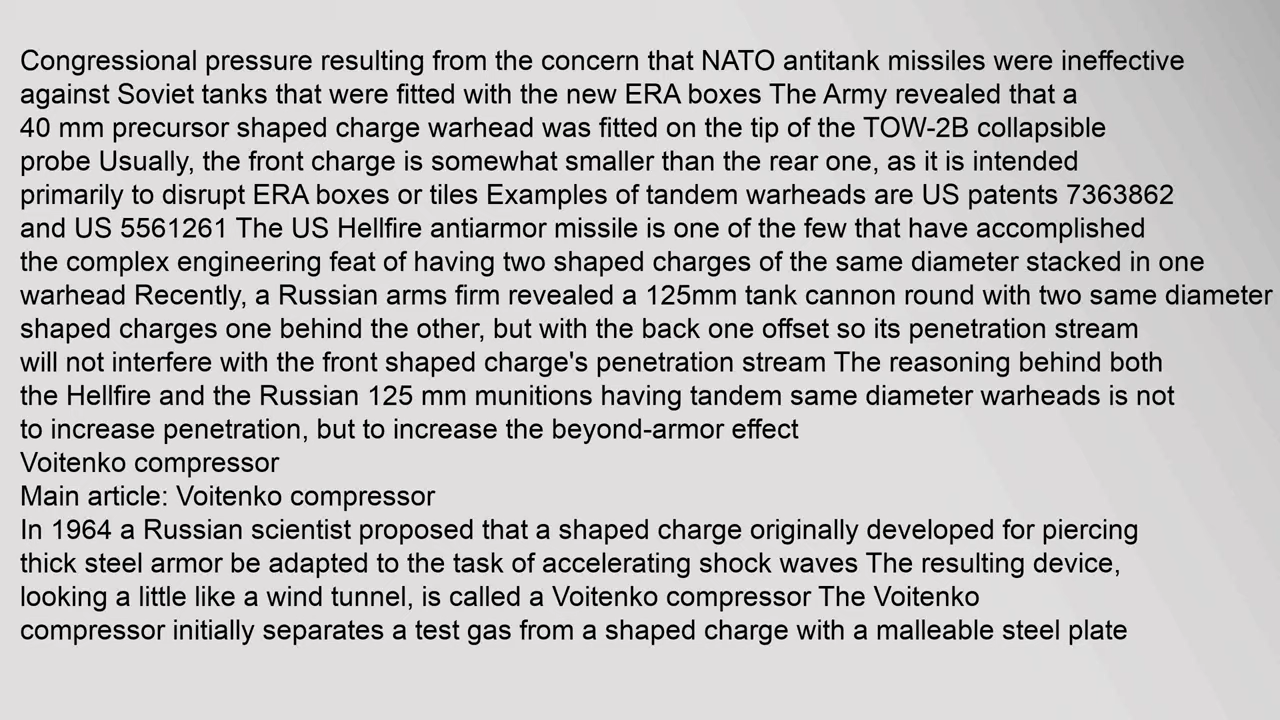 Congressional pressure resulting from the concern that NATO antitank missiles were ineffective
against Soviet tanks that were fitted with the new ERA boxes The Army revealed that a
40 mm precursor shaped charge warhead was fitted on the tip of the TOW-2B collapsible
probe Usually, the front charge is somewhat smaller than the rear one, as it is intended
primarily to disrupt ERA boxes or tiles Examples of tandem warheads are US patents 7363862
and US 5561261 The US Hellfire antiarmor missile is one of the few that have accomplished
the complex engineering feat of having two shaped charges of the same diameter stacked in one
warhead Recently, a Russian arms firm revealed a 125mm tank cannon round with two same diameter
shaped charges one behind the other, but with the back one offset so its penetration stream
will not interfere with the front shaped charge's penetration stream The reasoning behind both
the Hellfire and the Russian 125 mm munitions having tandem same diameter warheads is not
to increase penetration, but to increase the beyond-armor effect
Voitenko compressor
Main article: Voitenko compressor
In 1964 a Russian scientist proposed that a shaped charge originally developed for piercing
thick steel armor be adapted to the task of accelerating shock waves The resulting device,
looking a little like a wind tunnel, is called a Voitenko compressor The Voitenko
compressor initially separates a test gas from a shaped charge with a malleable steel plate